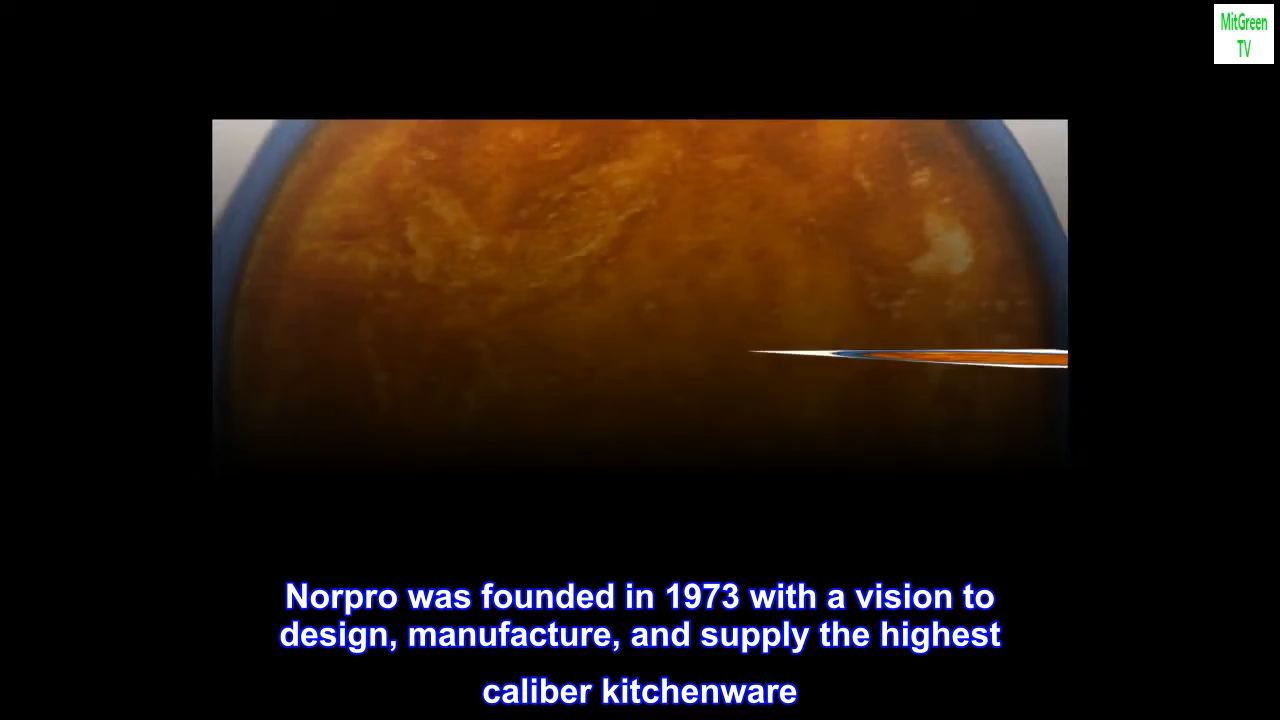 MitGreen
TV
Norpro was founded in 1973 with a vision to
design, manufacture, and supply the highest
caliber kitchenware